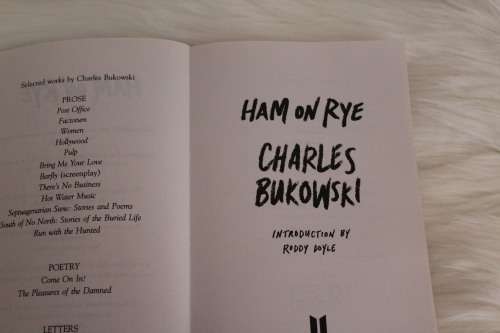 Selected works by Charles Bukowski
PROSE
Post Office
Factotum
Women
Hollywood
Pulp
Bring Me Your Love
Barfly (screenplay)
There's No Business
Hot Water Music
Septuagenarian Stew: Stories and Poems
South of No North: Stories of the Buried Life
Run with the Hunted
POETRY
Come On In!
The Pleasures of the Damned
LETTERS
HAM ON RYE
CHARLES
BUKOWSKI
INTRODUCTION BY
RODDY DOYLE